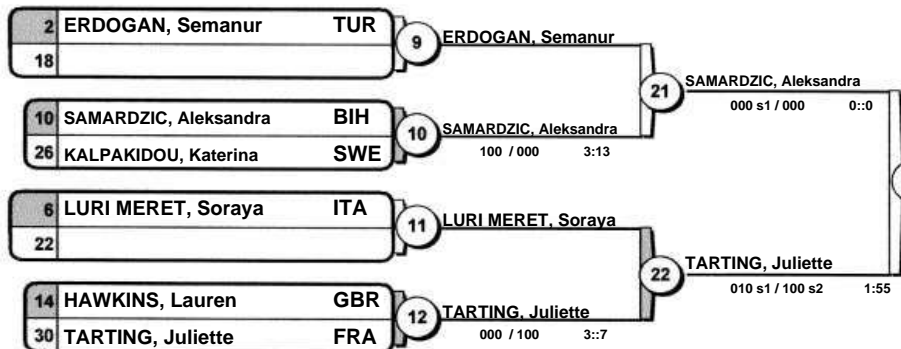 2 ERDOGAN, Semanur TUR
18
9 ERDOGAN, Semanur
10 SAMARDZIC, Aleksandra BIH
26 KALPAKIDOU, Katerina SWE
10 SAMARDZIC, Aleksandra
100 / 000 3:13
21 SAMARDZIC, Aleksandra
000 s1 / 000 0::0
6 LURI MERET, Soraya ITA
22
11 LURI MERET, Soraya
14 HAWKINS, Lauren GBR
30 TARTING, Juliette FRA
12 TARTING, Juliette
000 / 100 3::7
22 TARTING, Juliette
010 s1 / 100 s2 1:55